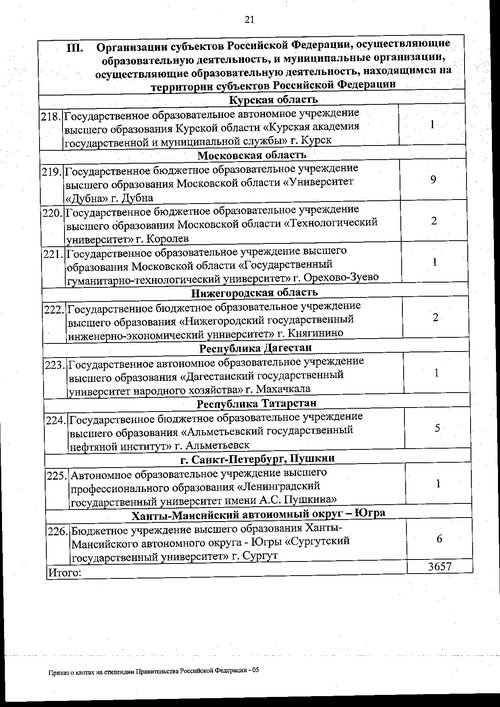 21
III. Организации субъектов Российской Федерации, осуществляющие
образовательную деятельность, и муниципальные организации,
осуществляющие образовательную деятельность, находящимся на
территории субъектов Российской Федерации
Курская область
218. Государственное образовательное автономное учреждение
высшего образования Курской области «Курская академия
государственной и муниципальной службы» г. Курск
1
Московская область
219. Государственное бюджетное образовательное учреждение
высшего образования Московской области «Университет
«Дубна» г. Дубна
9
220. Государственное бюджетное образовательное учреждение
высшего образования Московской области «Технологический
университет» г. Королев
2
221. Государственное образовательное учреждение высшего
образования Московской области «Государственный
гуманитарно-технологический университет» г. Орехово-Зуево
1
Нижегородская область
222. Государственное бюджетное образовательное учреждение
высшего образования «Нижегородский государственный
инженерно-экономический университет» г. Княгинино
2
Республика Дагестан
223. Государственное автономное образовательное учреждение
высшего образования «Дагестанский государственный
университет народного хозяйства» г. Махачкала
1
Республика Татарстан
224. Государственное бюджетное образовательное учреждение
высшего образования «Альметьевский государственный
нефтяной институт» г. Альметьевск
5
г. Санкт-Петербург, Пушкин
225. Автономное образовательное учреждение высшего
профессионального образования «Ленинградский
государственный университет имени А.С. Пушкина»
1
Ханты-Мансийский автономный округ – Югра
226. Бюджетное учреждение высшего образования Ханты-
Мансийского автономного округа - Югры «Сургутский
государственный университет» г. Сургут
6
Итого:
3657
Приказ о квотах на стипендии Правительства Российской Федерации - 05